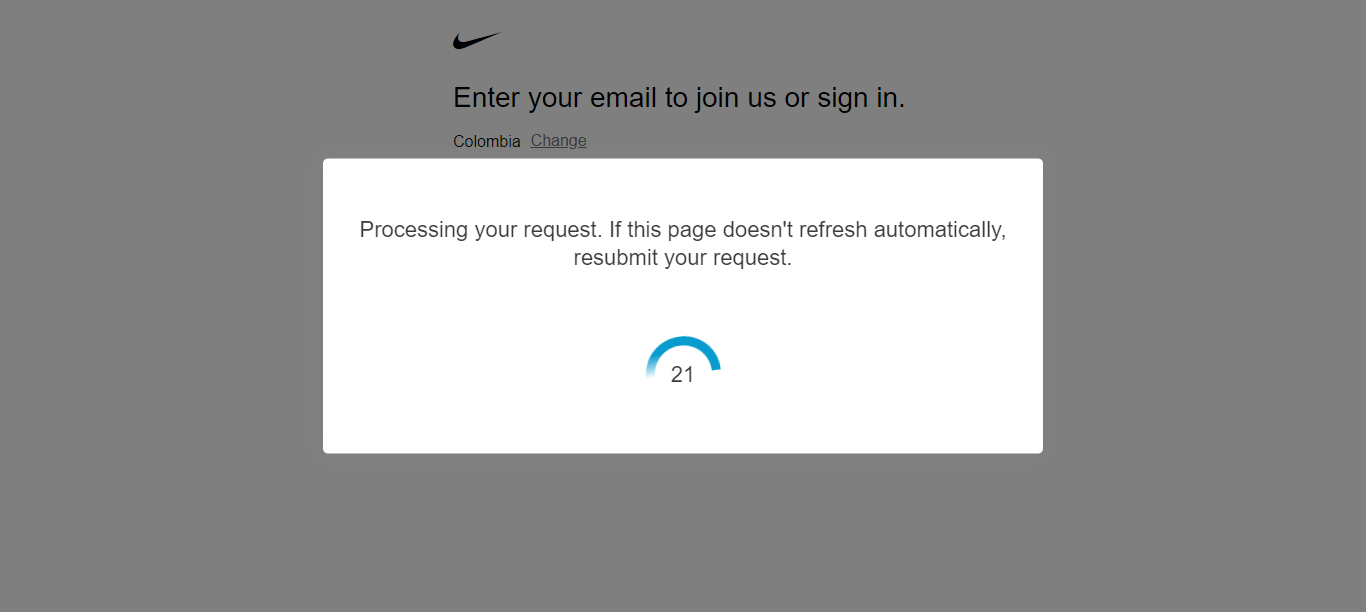 Enter your email to join us or sign in.
Colombia Change
Processing your request. If this page doesn't refresh automatically,
resubmit your request.
21